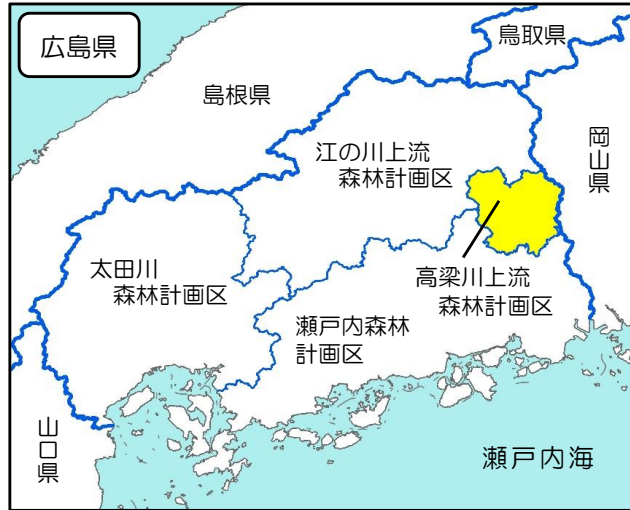 広島県
鳥取県
島根県
岡山県
江の川上流
森林計画区
太田川
森林計画区
高梁川上流
森林計画区
瀬戸内森林
計画区
山口県
瀬戸内海